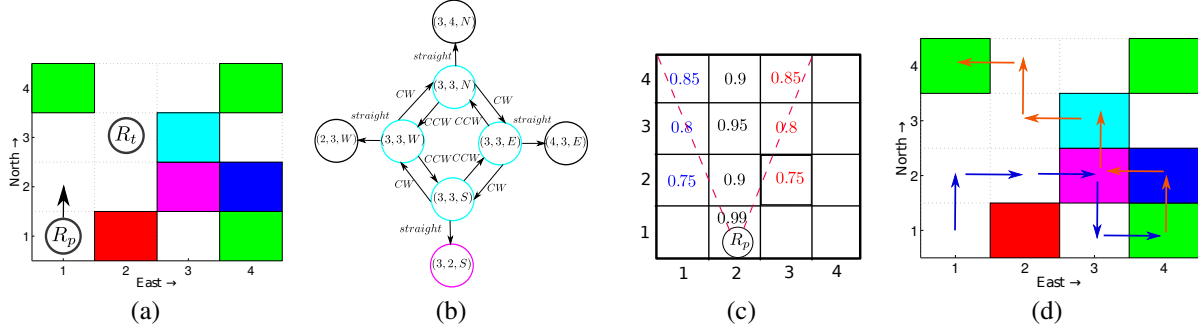 4
3
2
1
North →
R_t
R_p
1 2 3 4
East →
(a)
(3, 4, N)
straight
(3, 3, N)
CW CW
straight CCW CCW straight
(2, 3, W) (3, 3, W) (3, 3, E) (4, 3, E)
CCW CCW
CW CW
(3, 3, S)
straight
(3, 2, S)
(b)
4 0.85 0.9 0.85
3 0.8 0.95 0.8
2 0.75 0.9 0.75
1 0.99
R_p
1 2 3 4
(c)
4
3
2
1
North →
1 2 3 4
East →
(d)